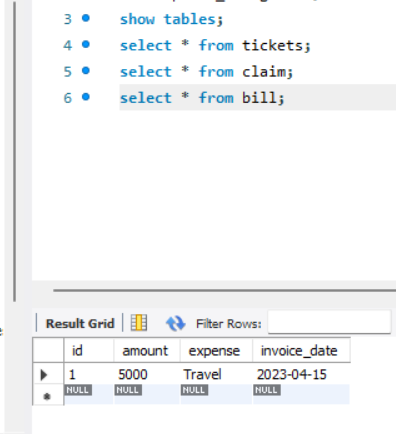 3 show tables;
4 select * from tickets;
5 select * from claim;
6 select * from bill;
Result Grid Filter Rows:
id amount expense invoice_date
1 5000 Travel 2023-04-15
NULL NULL NULL NULL